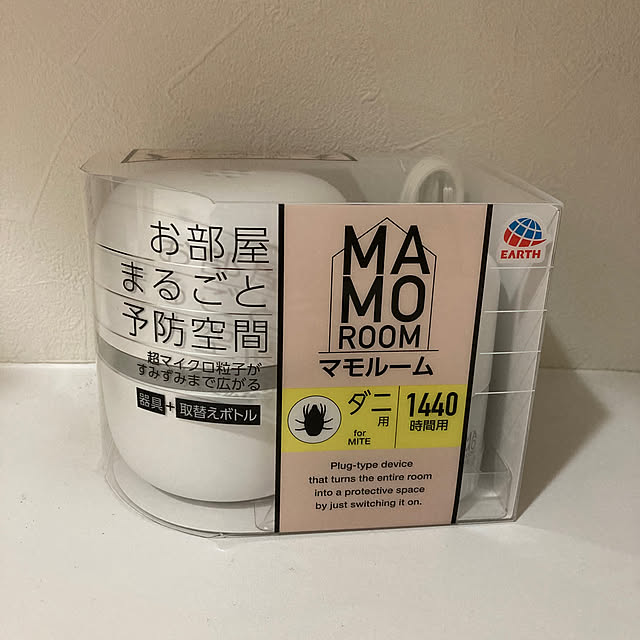 お部屋
まるごと
予防空間
超マイクロ粒子が
すみずみまで広がる
器具+取替えボトル
MA
MO
ROOM
マモルーム
ダニ用
for
MITE
1440
時間用
Plug-type device
that turns the entire room
into a protective space
by just switching it on.
EARTH